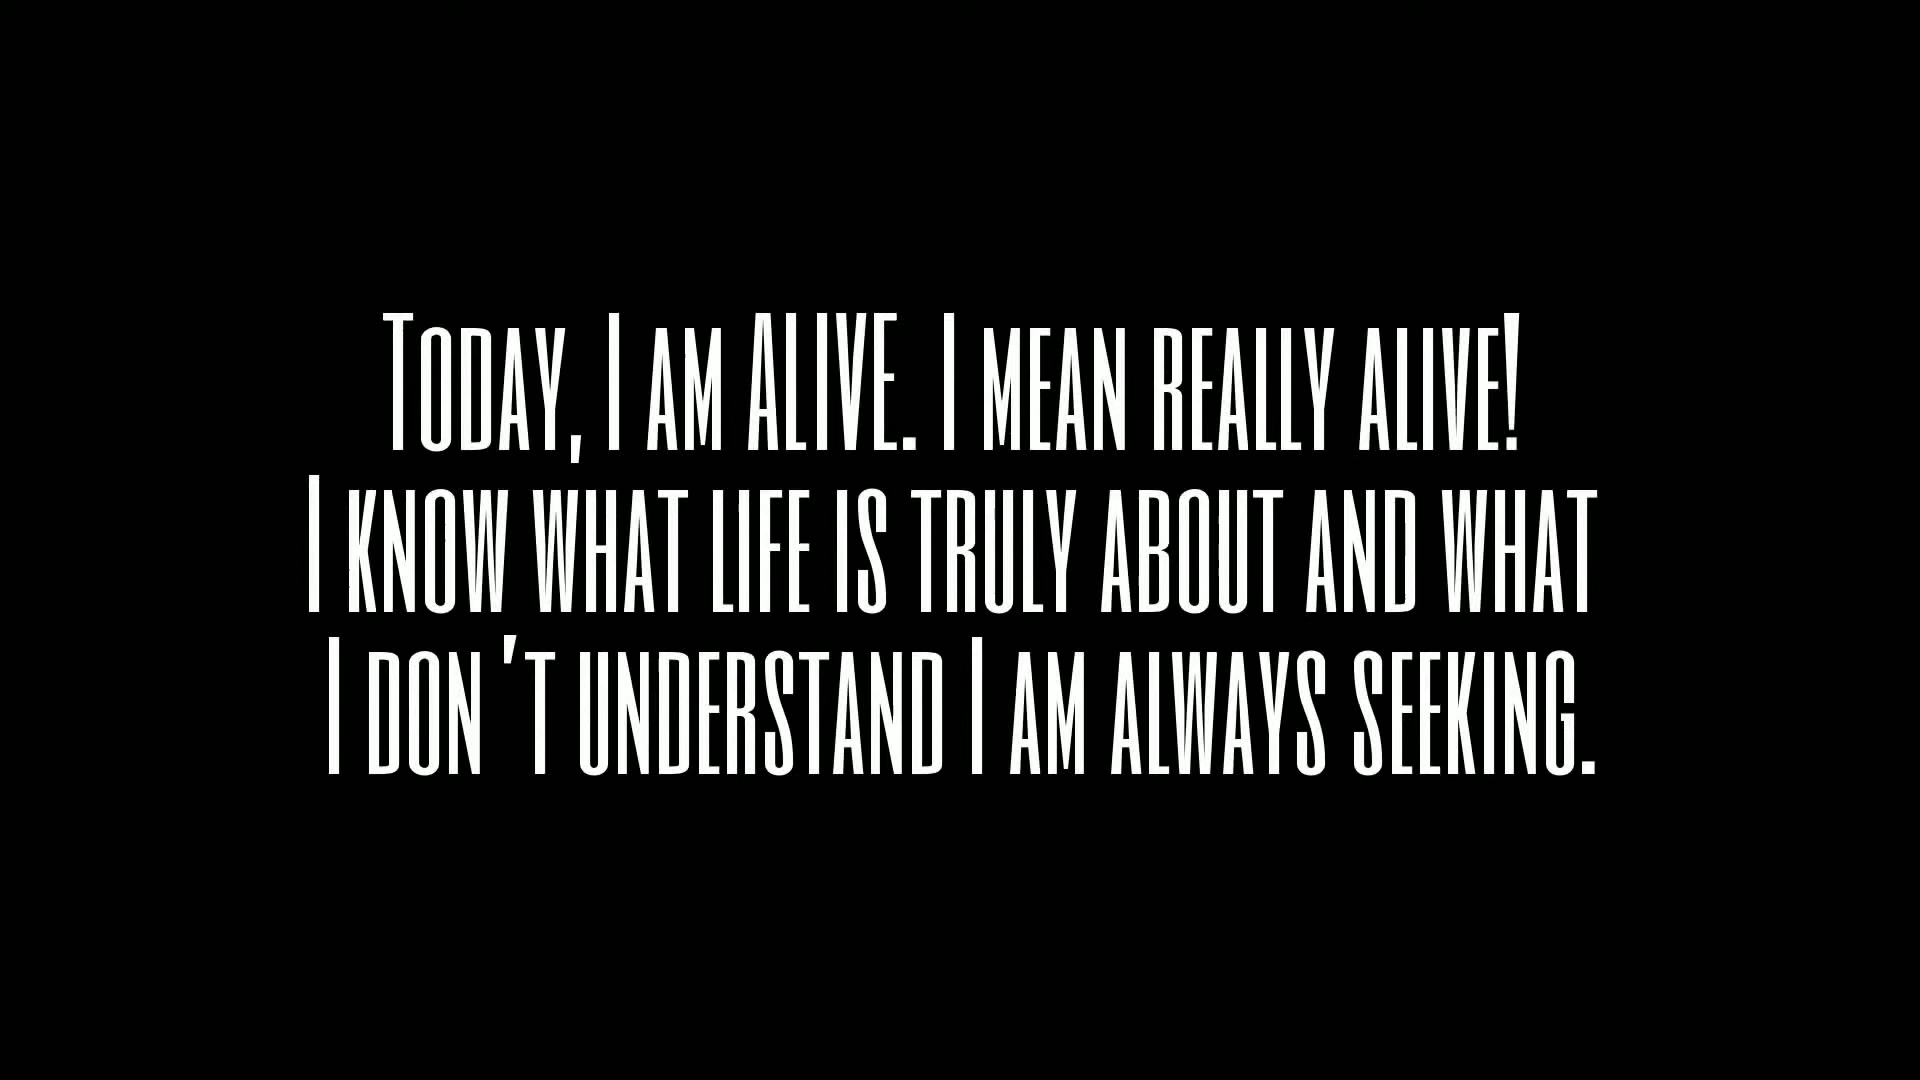 Today, I am ALIVE. I mean really alive!
I know what life is truly about and what
I don't understand I am always seeking.